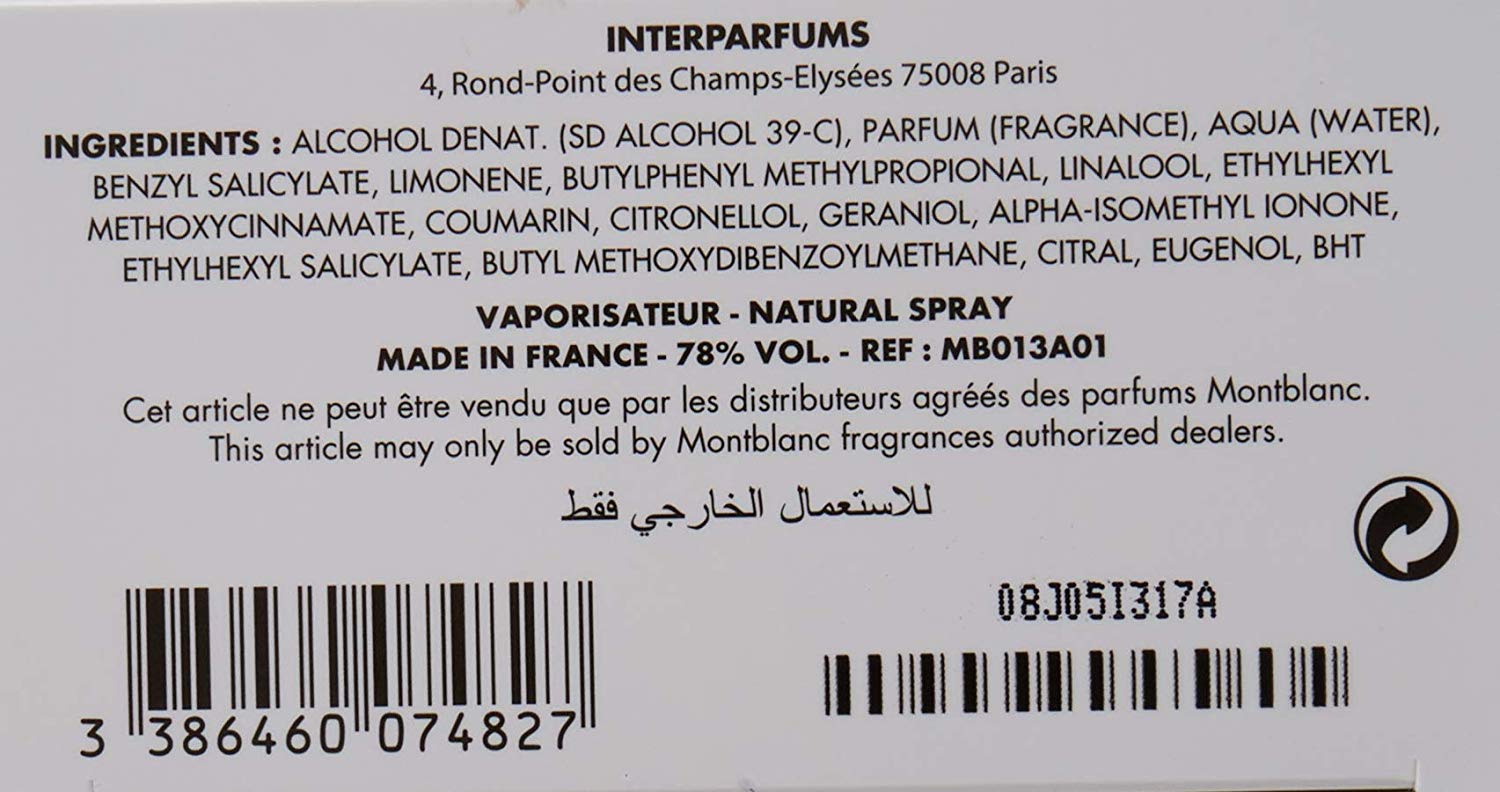 INTERPARFUMS
4, Rond-Point des Champs-Elysées 75008 Paris
INGREDIENTS : ALCOHOL DENAT. (SD ALCOHOL 39-C), PARFUM (FRAGRANCE), AQUA (WATER),
BENZYL SALICYLATE, LIMONENE, BUTYLPHENYL METHYLPROPIONAL, LINALOOL, ETHYLHEXYL
METHOXYCINNAMATE, COUMARIN, CITRONELLOL, GERANIOL, ALPHA-ISOMETHYL IONONE,
ETHYLHEXYL SALICYLATE, BUTYL METHOXYDIBENZOYLMETHANE, CITRAL, EUGENOL, BHT
VAPORISATEUR - NATURAL SPRAY
MADE IN FRANCE - 78% VOL. - REF : MB013A01
Cet article ne peut être vendu que par les distributeurs agréés des parfums Montblanc.
This article may only be sold by Montblanc fragrances authorized dealers.
للاستعمال الخارجي فقط
08J05I317A
3 386460 074827